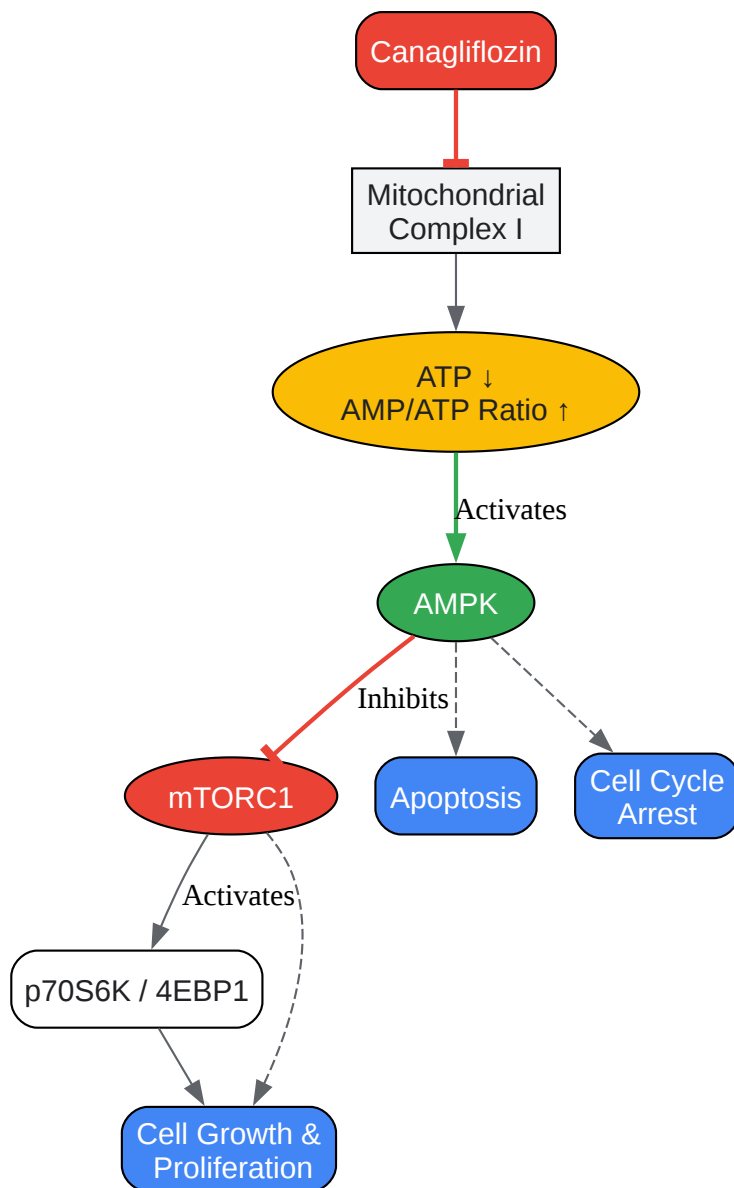 Canagliflozin
Mitochondrial
Complex I
ATP ↓
AMP/ATP Ratio ↑
Activates
AMPK
Inhibits
mTORC1
Apoptosis
Cell Cycle
Arrest
Activates
p70S6K / 4EBP1
Cell Growth &
Proliferation